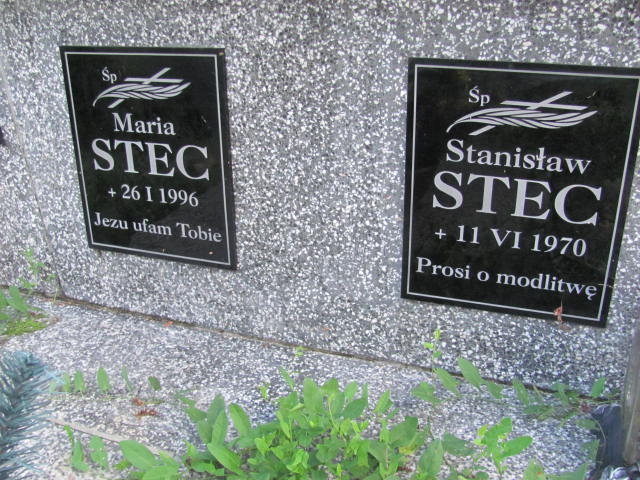 Śp
Maria
STEC
+ 26 I 1996
Jezu ufam Tobie
Śp
Stanisław
STEC
+ 11 VI 1970
Prosi o modlitwę